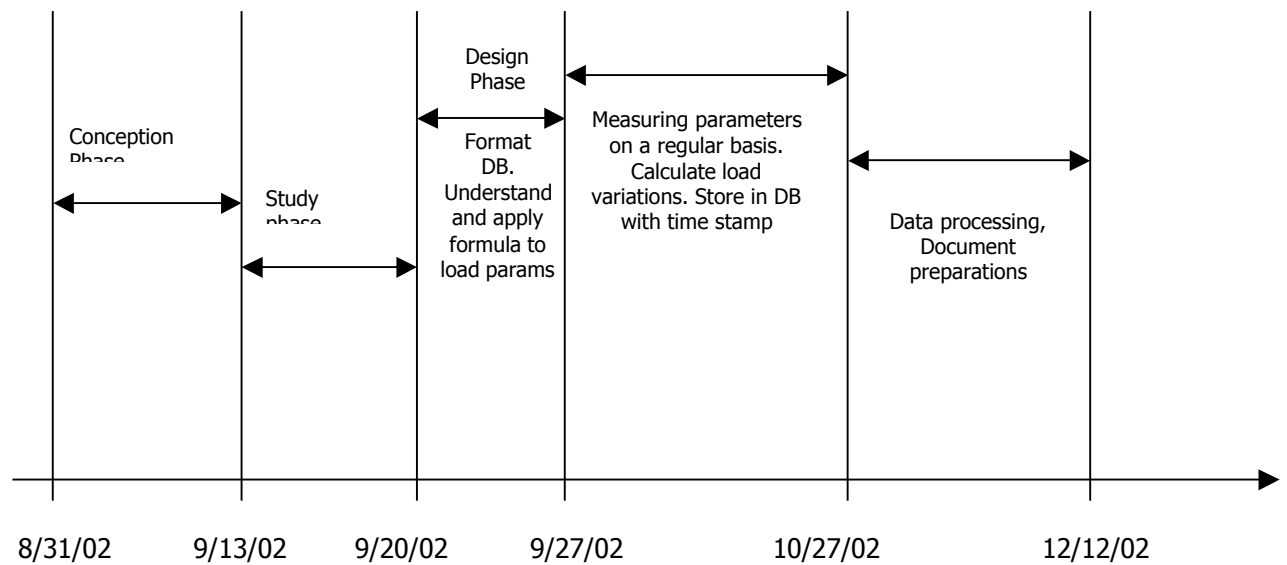 Conception
Phase
Study
phase
Design
Phase
Format
DB.
Understand
and apply
formula to
load params
Measuring parameters
on a regular basis.
Calculate load
variations. Store in DB
with time stamp
Data processing,
Document
preparations
8/31/02
9/13/02
9/20/02
9/27/02
10/27/02
12/12/02